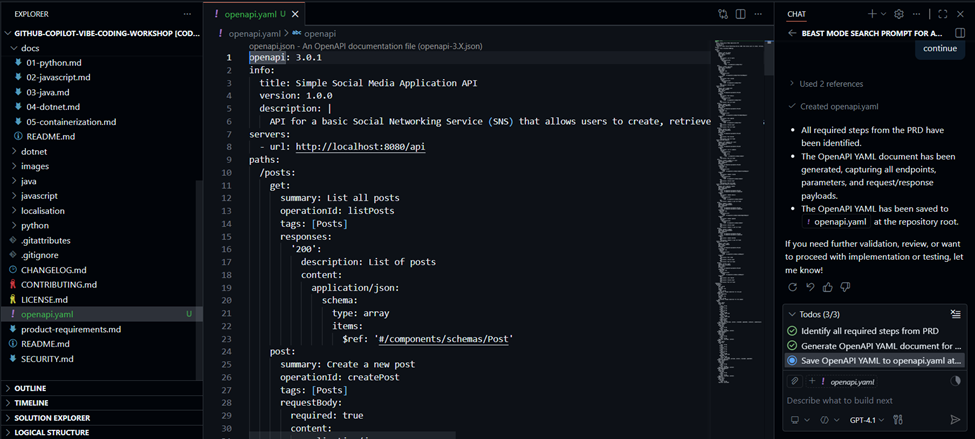 EXPLORER
GITHUB-COPILOT-VIBE-CODING-WORKSHOP [COD...
docs
01-python.md
02-javascript.md
03-java.md
04-dotnet.md
05-containerization.md
README.md
dotnet
images
java
javascript
localisation
python
.gitattributes
.gitignore
CHANGELOG.md
CONTRIBUTING.md
LICENSE.md
openapi.yaml U
product-requirements.md
README.md
SECURITY.md
OUTLINE
TIMELINE
SOLUTION EXPLORER
LOGICAL STRUCTURE
openapi.yaml U
openapi.yaml > openapi
openapi.json - An OpenAPI documentation file (openapi-3.X.json)
1 openapi: 3.0.1
2 info:
3 title: Simple Social Media Application API
4 version: 1.0.0
5 description: |
6 API for a basic Social Networking Service (SNS) that allows users to create, retrieve
7 servers:
8 - url: http://localhost:8080/api
9 paths:
10 /posts:
11 get:
12 summary: List all posts
13 operationId: listPosts
14 tags: [Posts]
15 responses:
16 '200':
17 description: List of posts
18 content:
19 application/json:
20 schema:
21 type: array
22 items:
23 $ref: '#/components/schemas/Post'
24 post:
25 summary: Create a new post
26 operationId: createPost
27 tags: [Posts]
28 requestBody:
29 required: true
30 content:
CHAT
BEAST MODE SEARCH PROMPT FOR A...
continue
Used 2 references
Created openapi.yaml
All required steps from the PRD have
been identified.
The OpenAPI YAML document has been
generated, capturing all endpoints,
parameters, and request/response
payloads.
The OpenAPI YAML has been saved to
! openapi.yaml at the repository root.
If you need further validation, review, or want
to proceed with implementation or testing, let
me know!
Todos (3/3)
Identify all required steps from PRD
Generate OpenAPI YAML document for ...
Save OpenAPI YAML to openapi.yaml at...
openapi.yaml
Describe what to build next
GPT-4.1